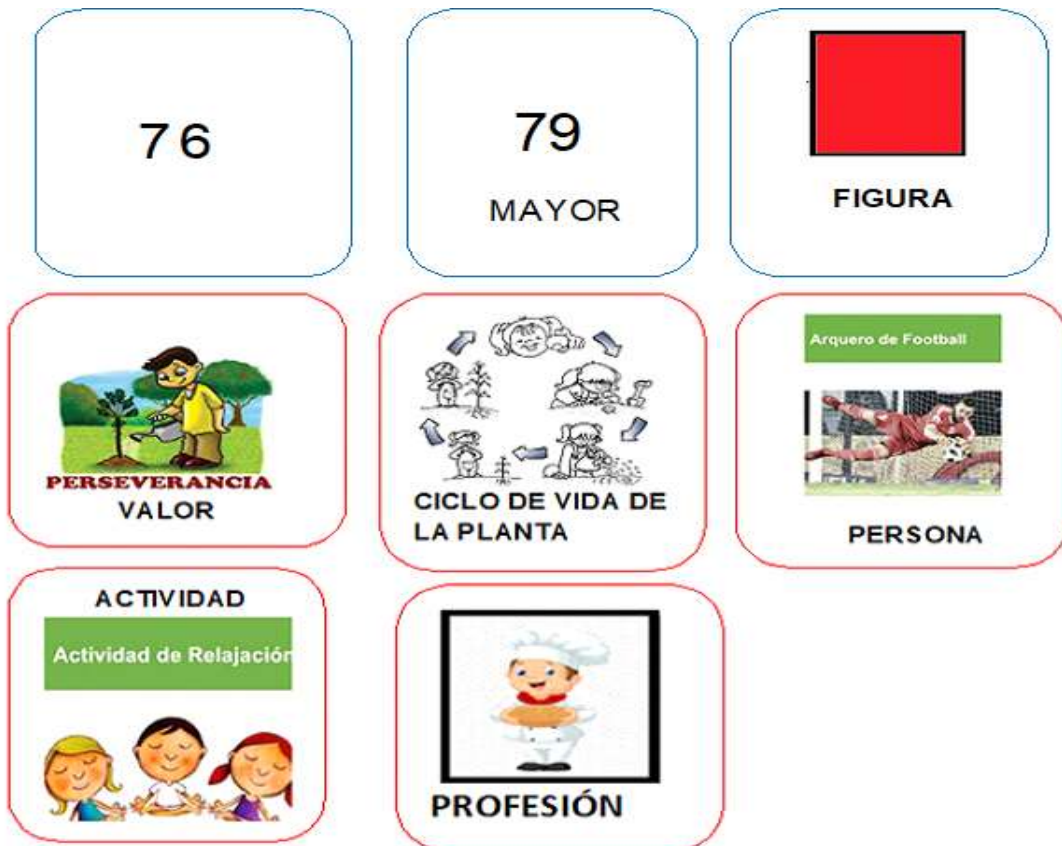 76
79
MAYOR
FIGURA
PERSEVERANCIA
VALOR
CICLO DE VIDA DE
LA PLANTA
Arquero de Football
PERSONA
ACTIVIDAD
Actividad de Relajación
PROFESIÓN